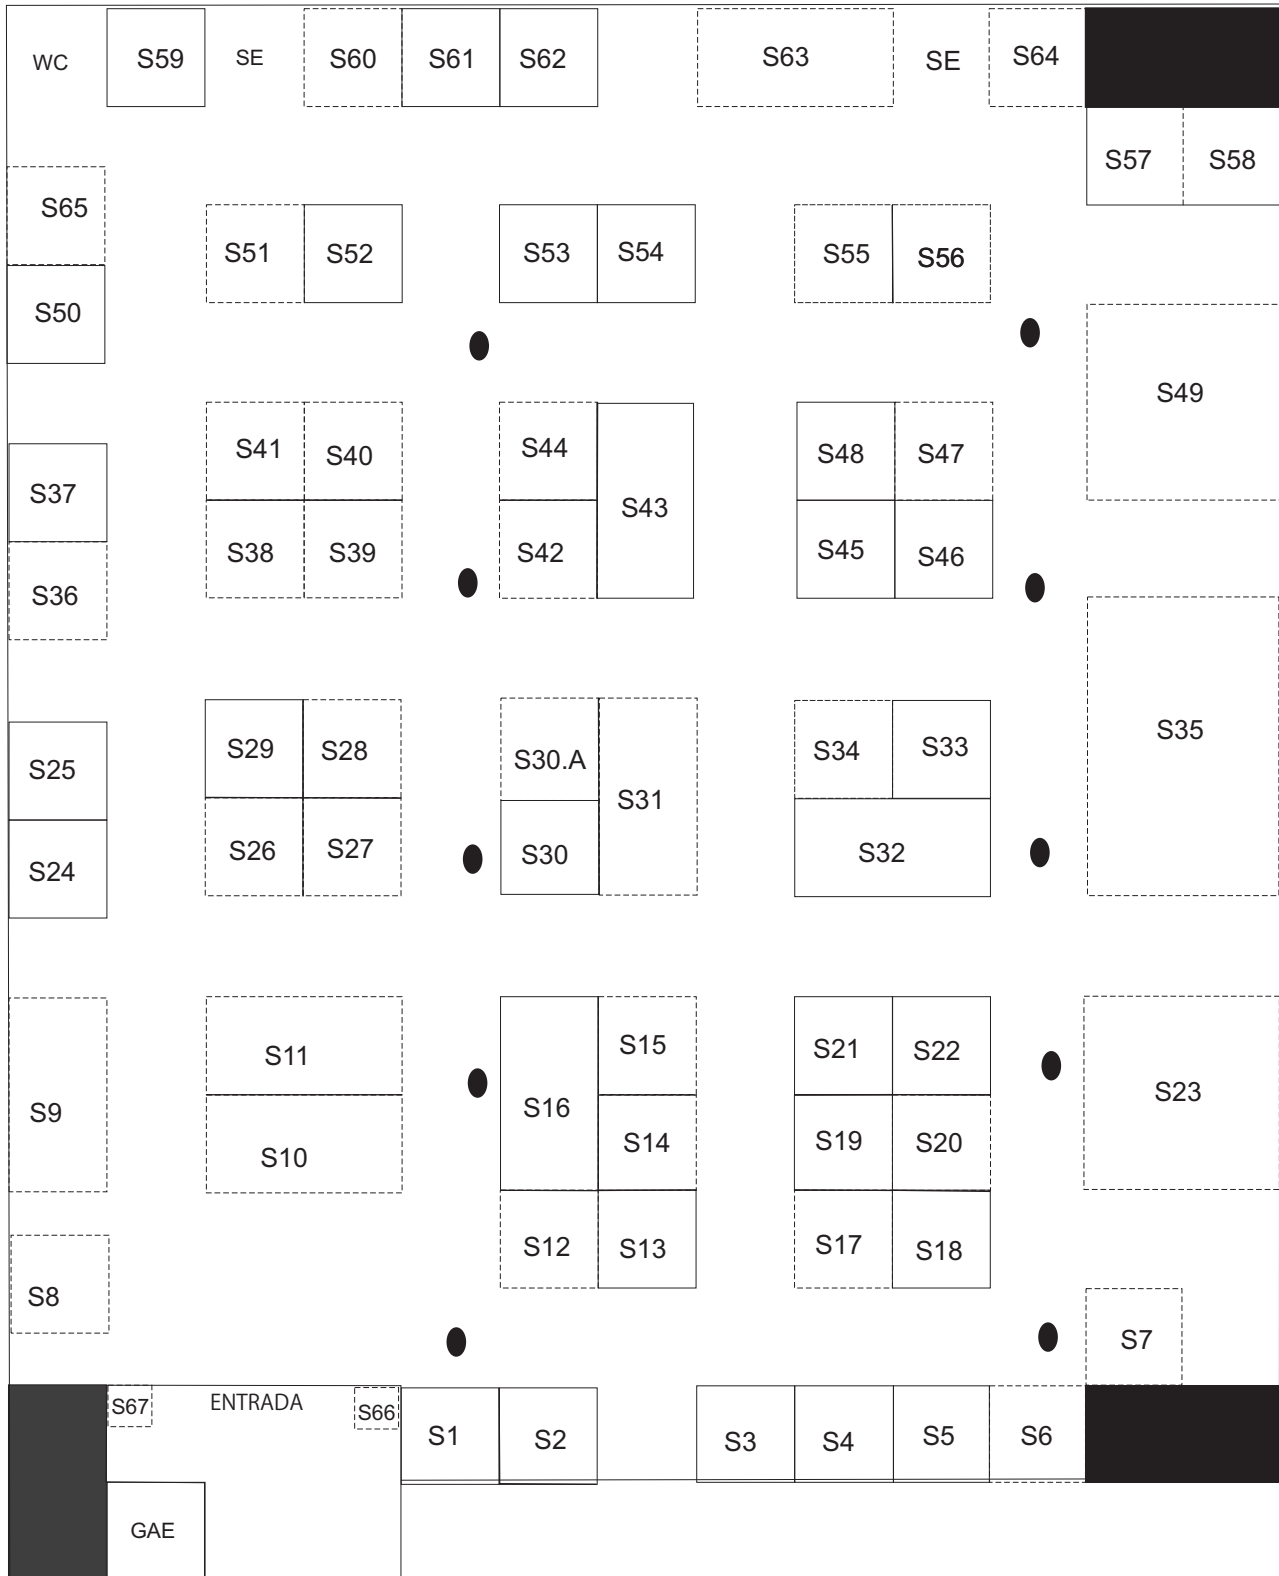 WC S59 SE S60 S61 S62 S63 SE S64
S57 S58
S65
S51 S52 S53 S54 S55 S56
S50
S49
S41 S40 S44 S48 S47
S37
S43
S38 S39 S42 S45 S46
S36
S29 S28 S30.A S34 S33 S35
S25
S31
S26 S27 S30 S32
S24
S11 S15 S21 S22
S23
S9 S16
S10 S14 S19 S20
S12 S13 S17 S18
S8
S7
S67 ENTRADA S66
S1 S2 S3 S4 S5 S6
GAE